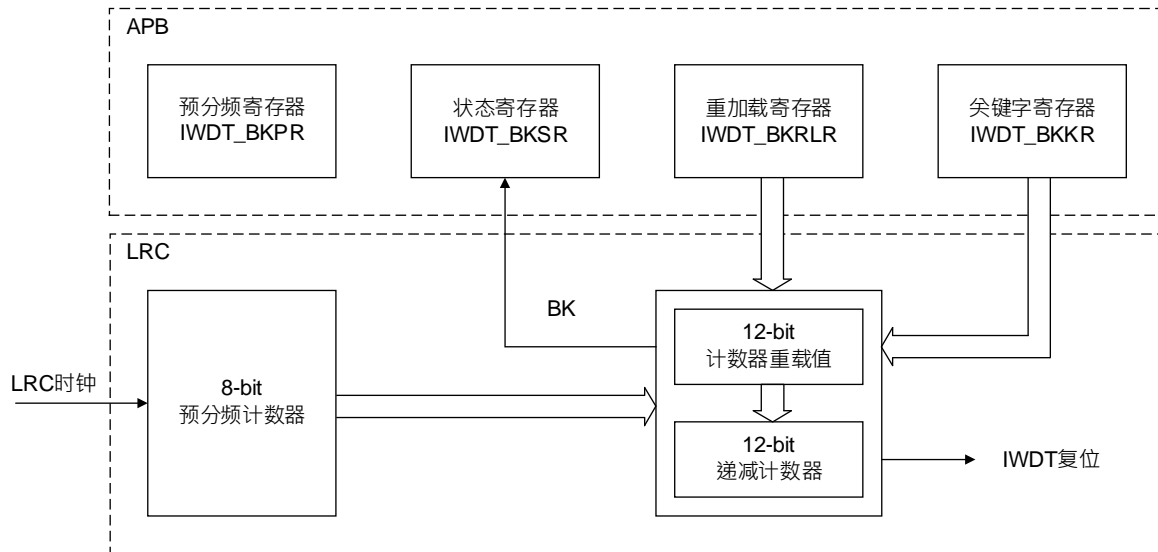 APB
预分频寄存器
IWDT_BKPR
状态寄存器
IWDT_BKSR
重加载寄存器
IWDT_BKRLR
关键字寄存器
IWDT_BKKR
LRC
BK
12-bit
计数器重载值
LRC时钟
8-bit
预分频计数器
12-bit
递减计数器
IWDT复位